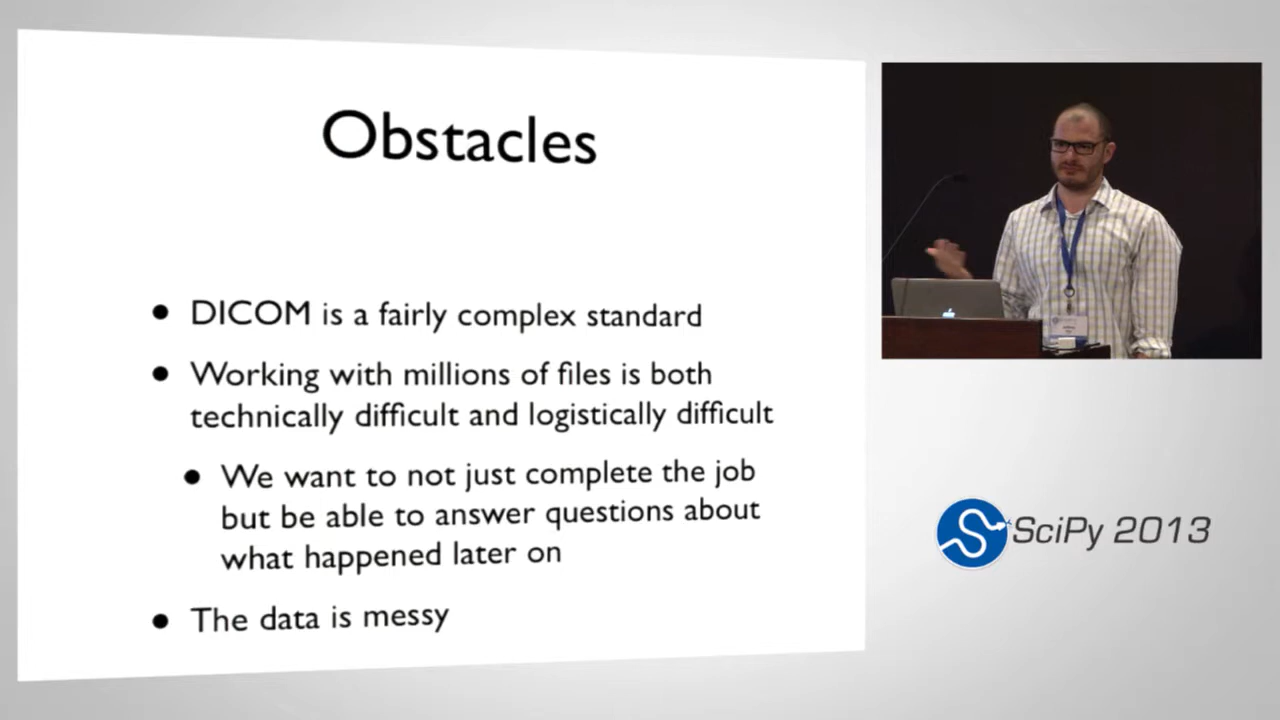 Obstacles
• DICOM is a fairly complex standard
• Working with millions of files is both
technically difficult and logistically difficult
• We want to not just complete the job
but be able to answer questions about
what happened later on
• The data is messy
SciPy 2013